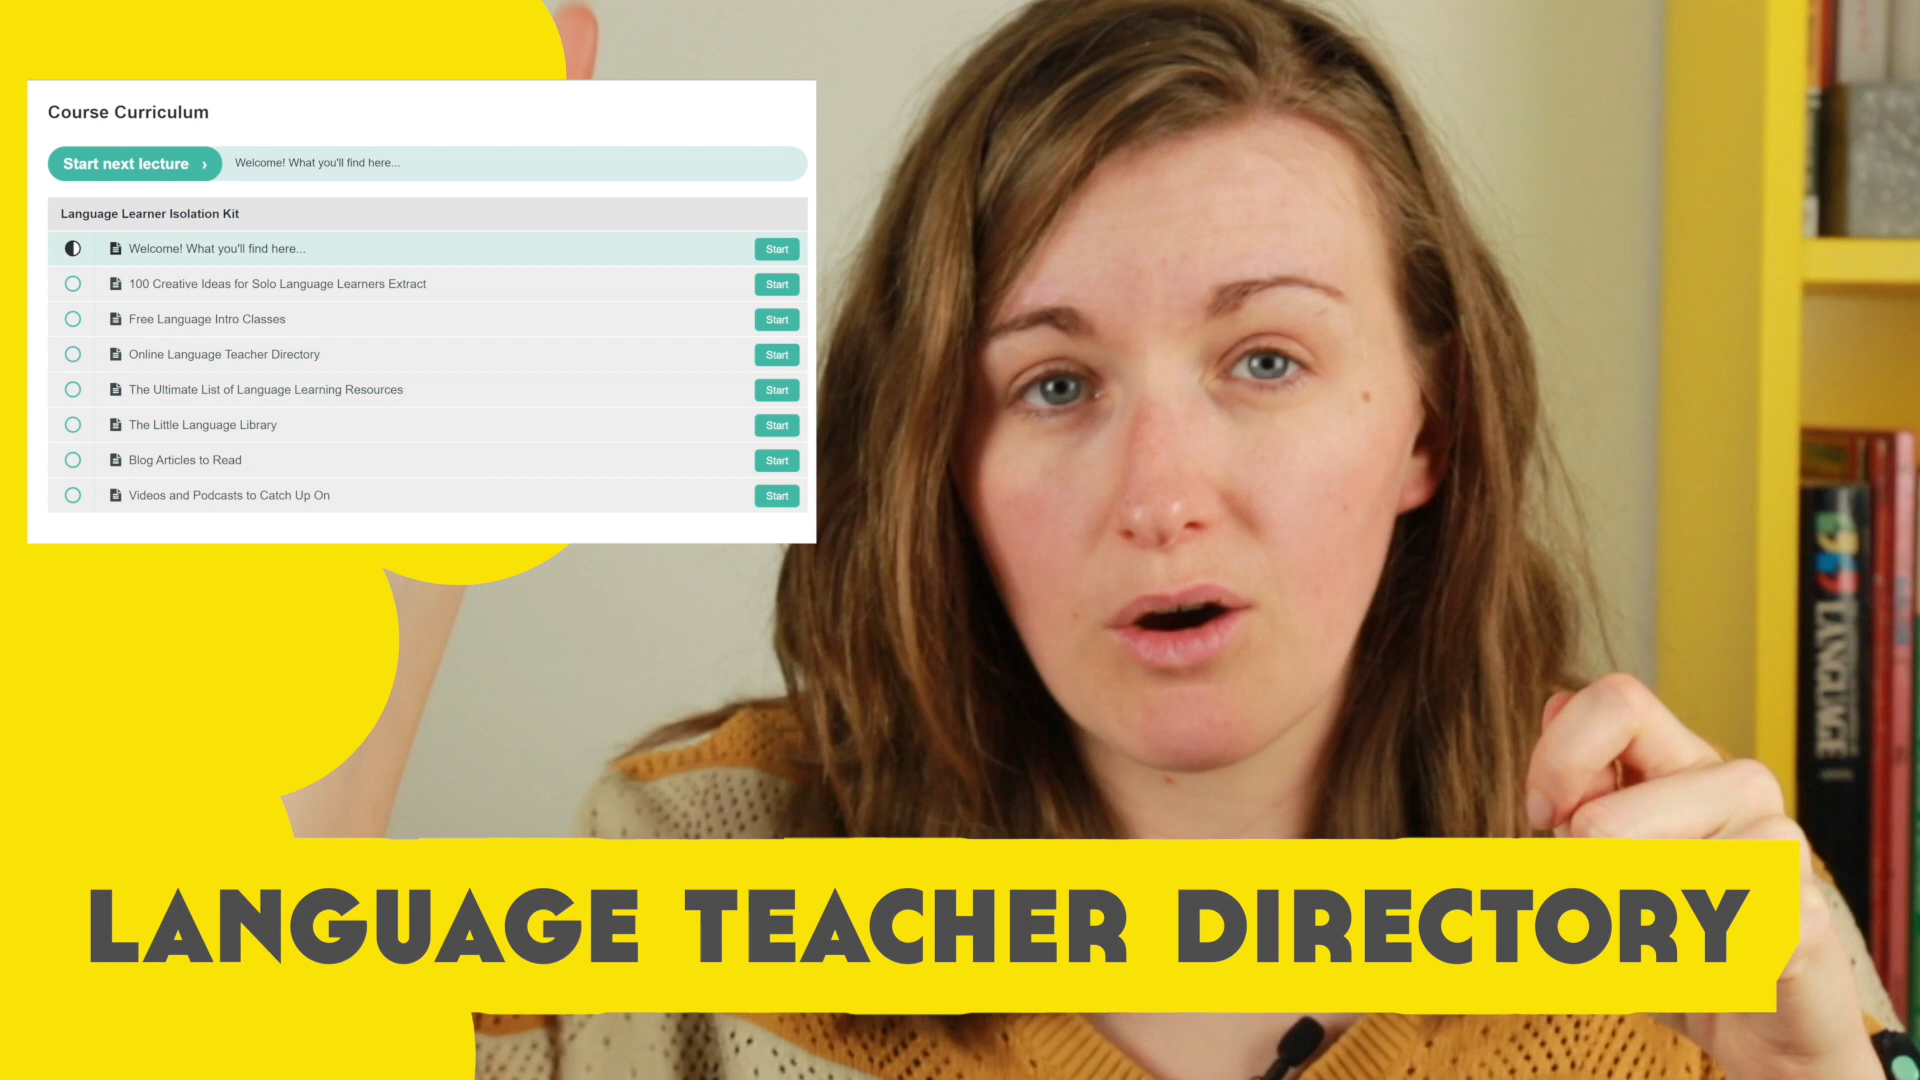 Course Curriculum
Start next lecture › Welcome! What you'll find here...
Language Learner Isolation Kit
Welcome! What you'll find here... Start
100 Creative Ideas for Solo Language Learners Extract Start
Free Language Intro Classes Start
Online Language Teacher Directory Start
The Ultimate List of Language Learning Resources Start
The Little Language Library Start
Blog Articles to Read Start
Videos and Podcasts to Catch Up On Start
LANGUAGE
LANGUAGE TEACHER DIRECTORY